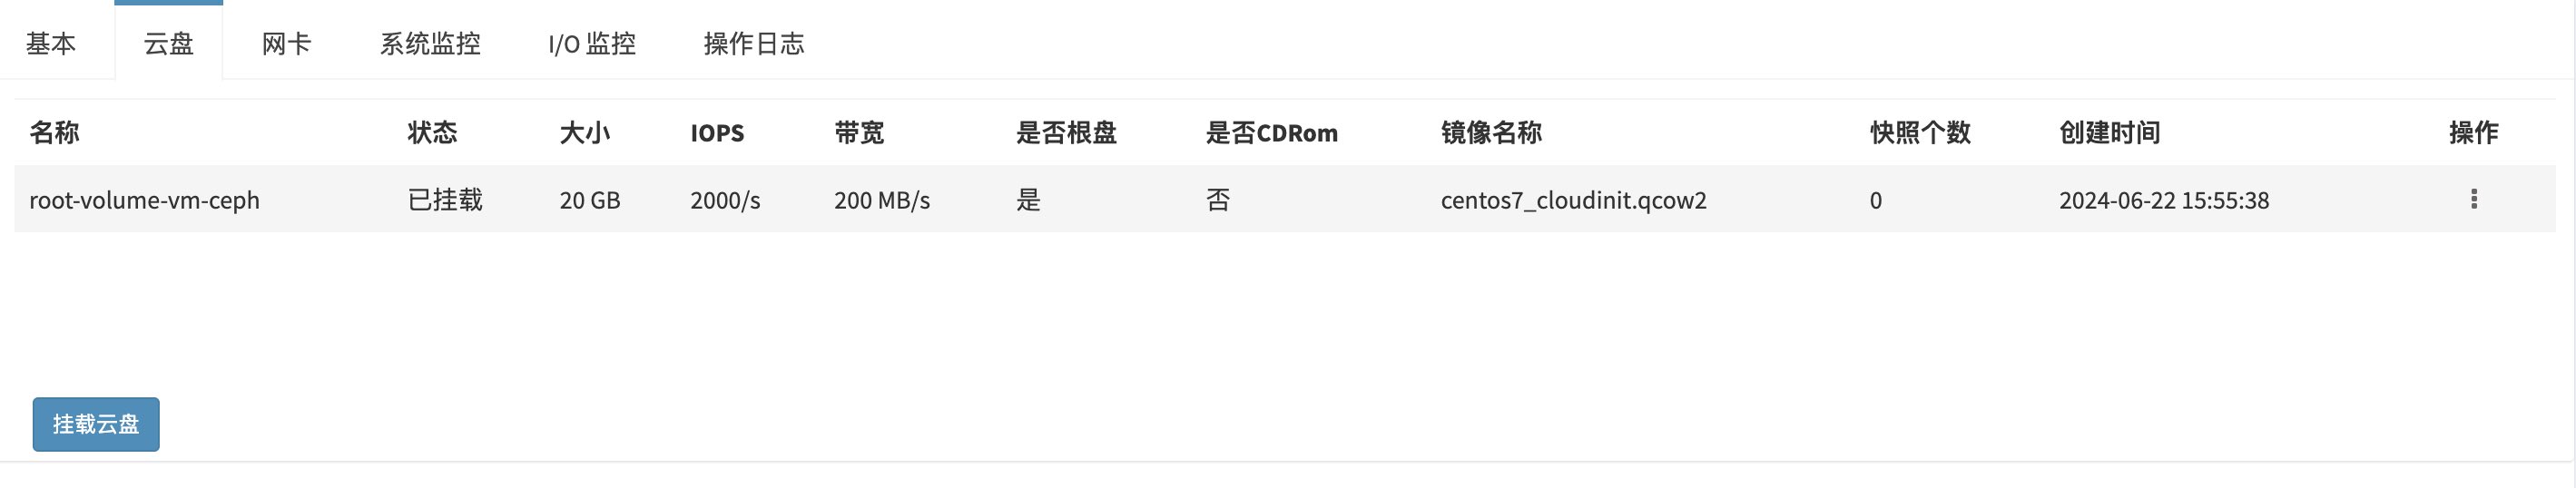 基本 云盘 网卡 系统监控 I/O 监控 操作日志
名称 状态 大小 IOPS 带宽 是否根盘 是否CDRom 镜像名称 快照个数 创建时间 操作
root-volume-vm-ceph 已挂载 20 GB 2000/s 200 MB/s 是 否 centos7_cloudinit.qcow2 0 2024-06-22 15:55:38
挂载云盘